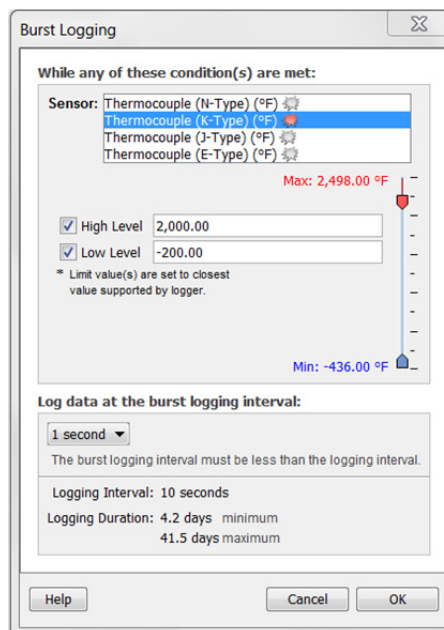 Burst Logging
While any of these condition(s) are met:
Sensor: Thermocouple (N-Type) (°F)
Thermocouple (K-Type) (°F)
Thermocouple (J-Type) (°F)
Thermocouple (E-Type) (°F)
Max: 2,498.00 °F
High Level 2,000.00
Low Level -200.00
* Limit value(s) are set to closest
value supported by logger.
Min: -436.00 °F
Log data at the burst logging interval:
1 second
The burst logging interval must be less than the logging interval.
Logging Interval: 10 seconds
Logging Duration: 4.2 days minimum
41.5 days maximum
Help Cancel OK